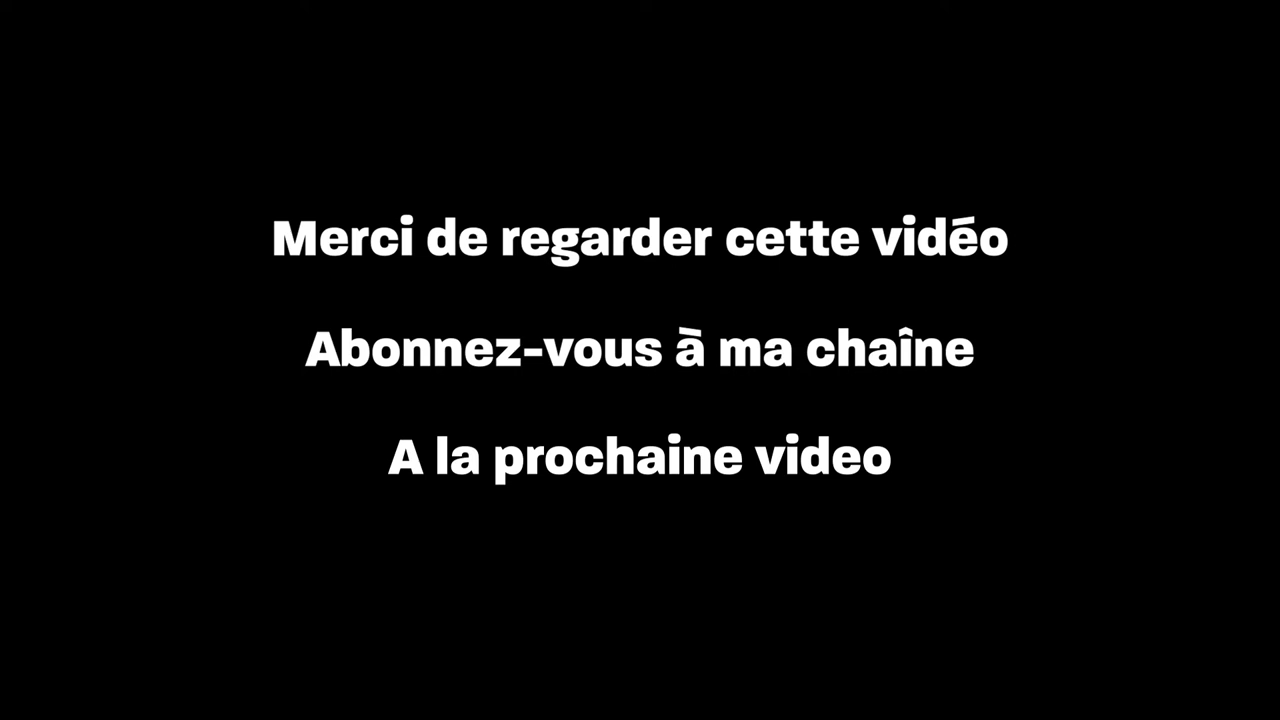 Merci de regarder cette vidéo
Abonnez-vous à ma chaîne
A la prochaine video